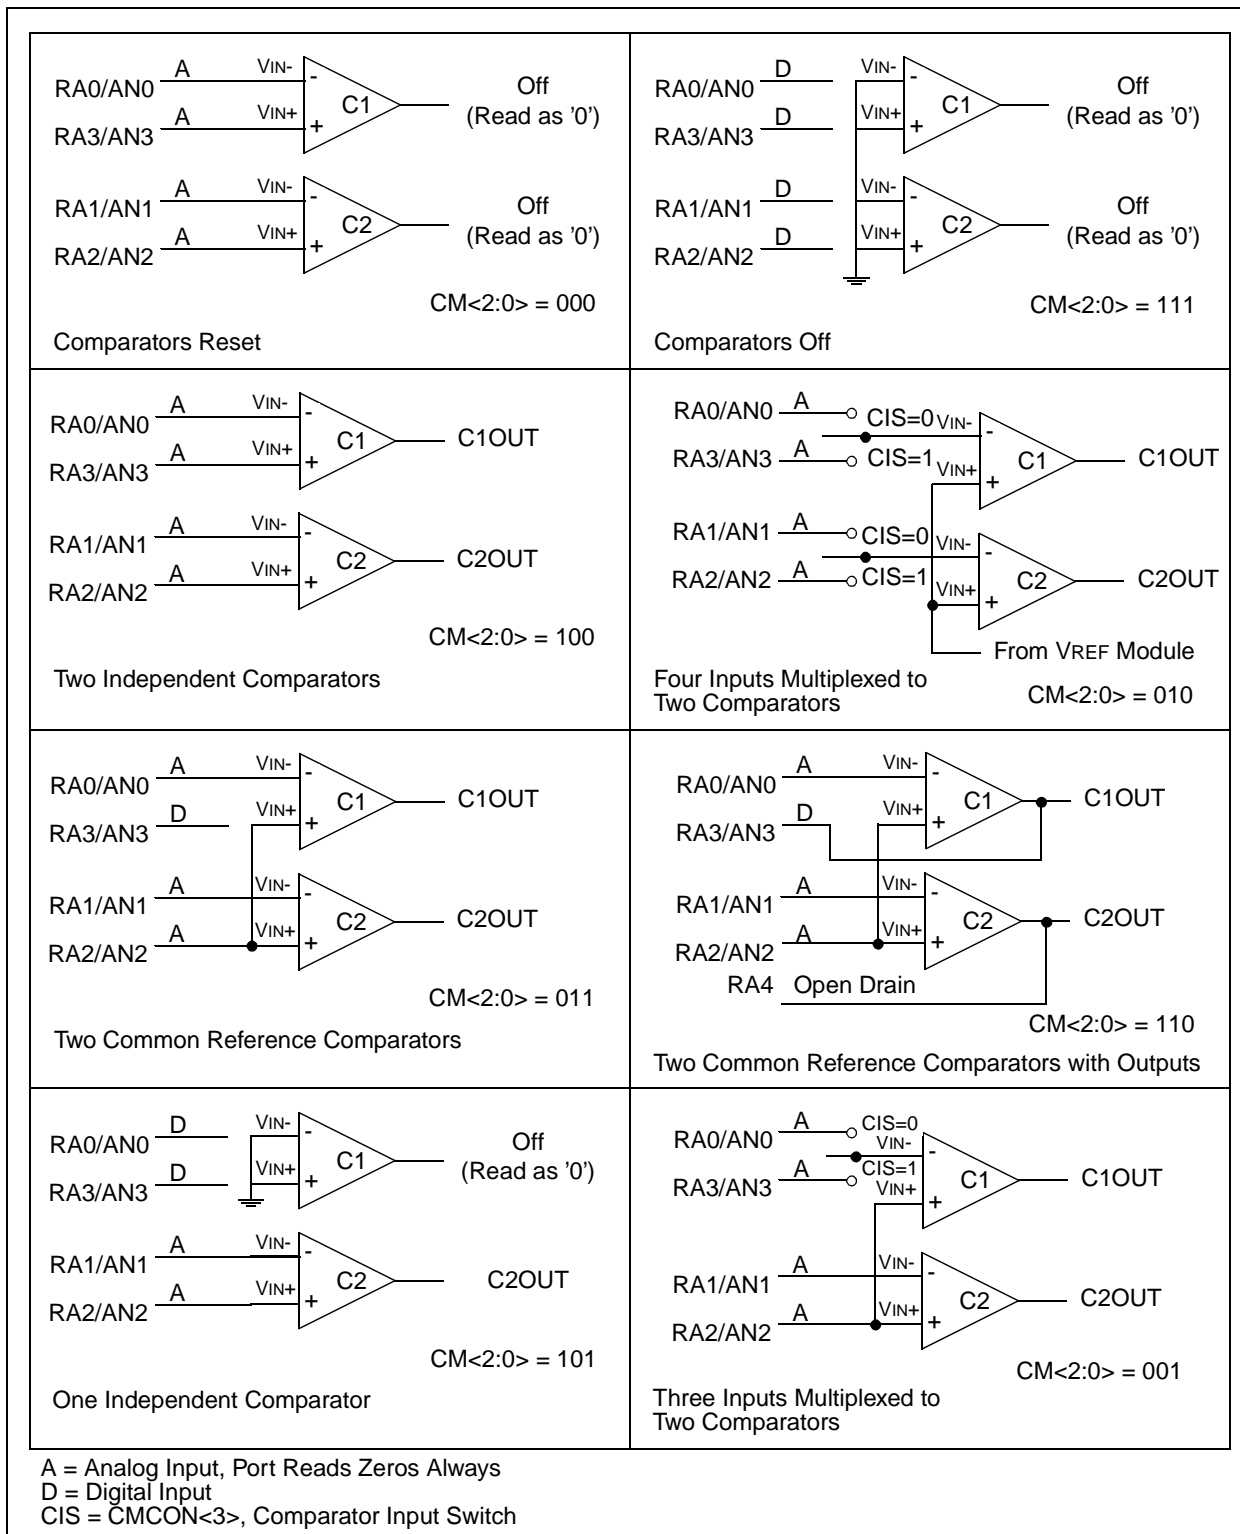 RA0/AN0 A VIN- - C1 Off
RA3/AN3 A VIN+ + (Read as '0')
RA1/AN1 A VIN- - C2 Off
RA2/AN2 A VIN+ + (Read as '0')
CM<2:0> = 000
Comparators Reset
RA0/AN0 D VIN- - C1 Off
RA3/AN3 D VIN+ + (Read as '0')
RA1/AN1 D VIN- - C2 Off
RA2/AN2 D VIN+ + (Read as '0')
CM<2:0> = 111
Comparators Off
RA0/AN0 A VIN- - C1 C1OUT
RA3/AN3 A VIN+ +
RA1/AN1 A VIN- - C2 C2OUT
RA2/AN2 A VIN+ +
CM<2:0> = 100
Two Independent Comparators
RA0/AN0 A CIS=0 VIN- - C1 C1OUT
RA3/AN3 A CIS=1 VIN+ +
RA1/AN1 A CIS=0 VIN- - C2 C2OUT
RA2/AN2 A CIS=1 VIN+ +
From VREF Module
Four Inputs Multiplexed to
Two Comparators
CM<2:0> = 010
RA0/AN0 A VIN- - C1 C1OUT
RA3/AN3 D VIN+ +
RA1/AN1 A VIN- - C2 C2OUT
RA2/AN2 A VIN+ +
CM<2:0> = 011
Two Common Reference Comparators
RA0/AN0 A VIN- - C1 C1OUT
RA3/AN3 D VIN+ +
RA1/AN1 A VIN- - C2 C2OUT
RA2/AN2 A VIN+ +
RA4 Open Drain
CM<2:0> = 110
Two Common Reference Comparators with Outputs
RA0/AN0 D VIN- - C1 Off
RA3/AN3 D VIN+ + (Read as '0')
RA1/AN1 A VIN- - C2 C2OUT
RA2/AN2 A VIN+ +
CM<2:0> = 101
One Independent Comparator
RA0/AN0 A CIS=0 VIN- - C1 C1OUT
RA3/AN3 A CIS=1 VIN+ +
RA1/AN1 A VIN- - C2 C2OUT
RA2/AN2 A VIN+ +
CM<2:0> = 001
Three Inputs Multiplexed to
Two Comparators
A = Analog Input, Port Reads Zeros Always
D = Digital Input
CIS = CMCON<3>, Comparator Input Switch